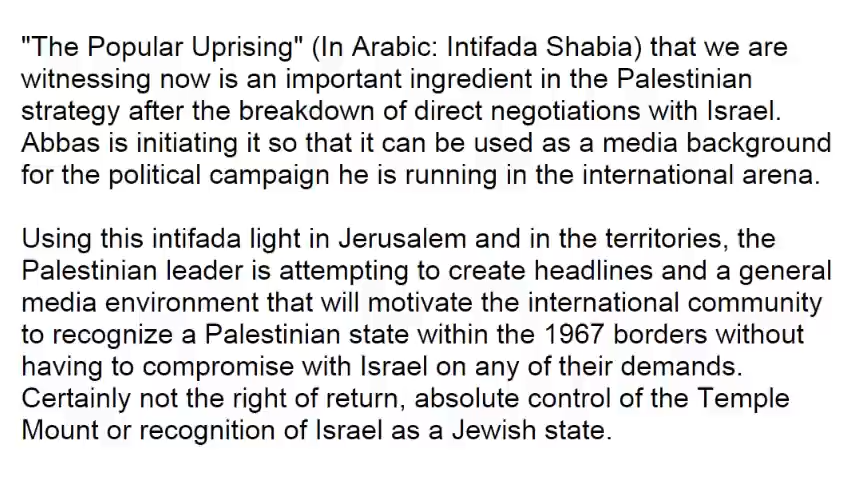 "The Popular Uprising" (In Arabic: Intifada Shabia) that we are
witnessing now is an important ingredient in the Palestinian
strategy after the breakdown of direct negotiations with Israel.
Abbas is initiating it so that it can be used as a media background
for the political campaign he is running in the international arena.
Using this intifada light in Jerusalem and in the territories, the
Palestinian leader is attempting to create headlines and a general
media environment that will motivate the international community
to recognize a Palestinian state within the 1967 borders without
having to compromise with Israel on any of their demands.
Certainly not the right of return, absolute control of the Temple
Mount or recognition of Israel as a Jewish state.